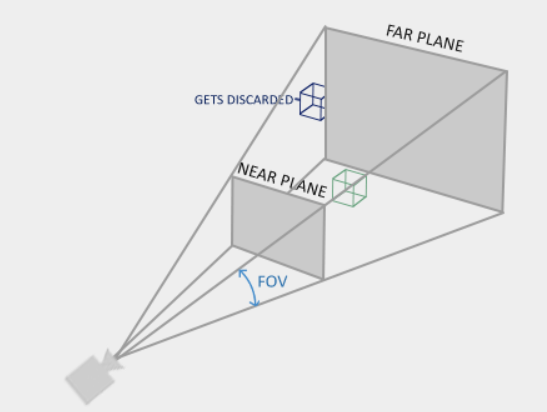 FAR PLANE
GETS DISCARDED
NEAR PLANE
FOV